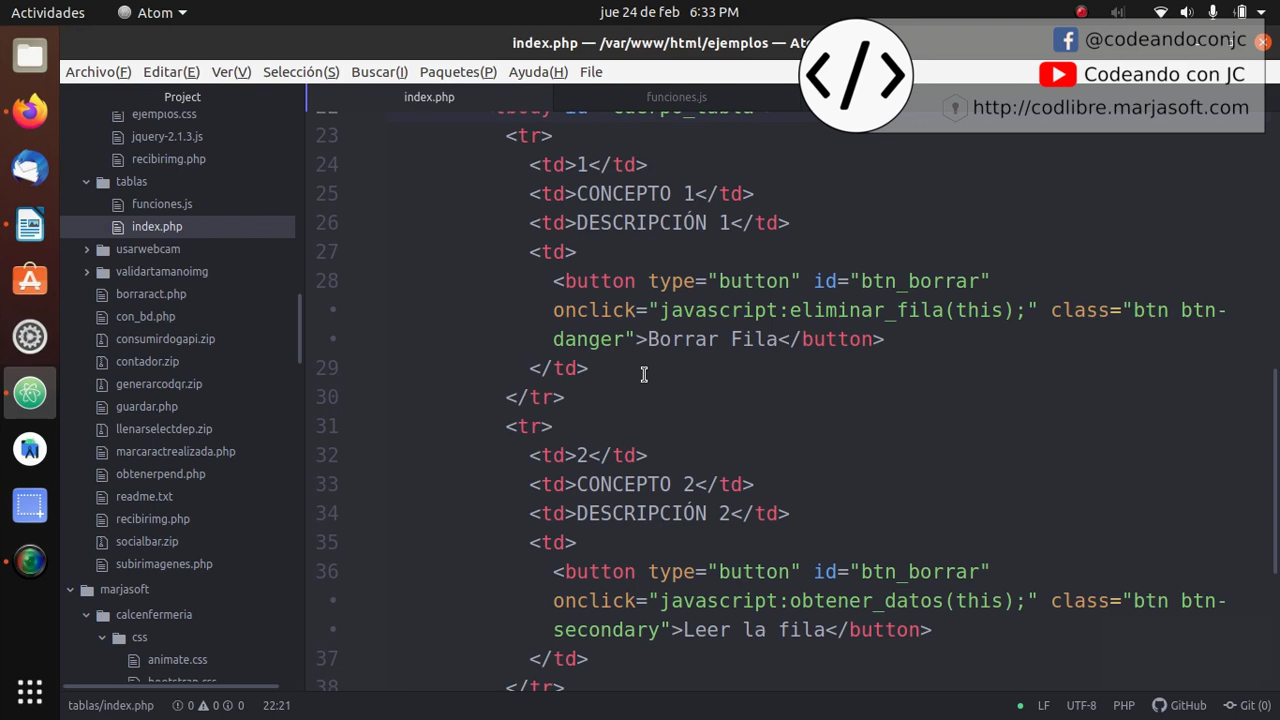 Actividades
Atom
jue 24 de feb 6:33 PM
index.php — /var/www/html/ejemplos — Ato
@codeandoconjc
Codeando con JC
http://codlibre.marjasoft.com
Archivo(F) Editar(E) Ver(V) Selección(S) Buscar(I) Paquetes(P) Ayuda(H) File
Project
ejemplos.css
jquery-2.1.3.js
recibirimg.php
tablas
funciones.js
index.php
usarwebcam
validartamanoimg
borraract.php
con_bd.php
consumirdogapi.zip
contador.zip
generarcodqr.zip
guardar.php
llenarselectdep.zip
marcaractrealizada.php
obtenerpend.php
readme.txt
recibirimg.php
socialbar.zip
subirimagenes.php
marjasoft
calcenfermeria
css
animate.css
bootstrap.css
index.php
funciones.js
22 <tbody id="cuerpo_tabla">
23 <tr>
24 <td>1</td>
25 <td>CONCEPTO 1</td>
26 <td>DESCRIPCIÓN 1</td>
27 <td>
28 <button type="button" id="btn_borrar"
onclick="javascript:eliminar_fila(this);" class="btn btn-
danger">Borrar Fila</button>
29 </td>
30 </tr>
31 <tr>
32 <td>2</td>
33 <td>CONCEPTO 2</td>
34 <td>DESCRIPCIÓN 2</td>
35 <td>
36 <button type="button" id="btn_borrar"
onclick="javascript:obtener_datos(this);" class="btn btn-
secondary">Leer la fila</button>
37 </td>
38 </tr>
tablas/index.php 0 0 0 22:21
LF UTF-8 PHP GitHub Git (0)